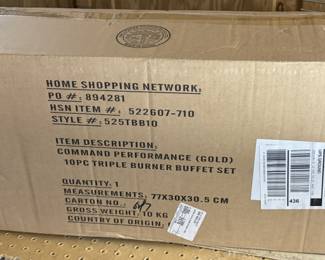 HOME SHOPPING NETWORK.
PO #: 894281
HSN ITEM #: 522607-710
STYLE #: 525TBB10
ITEM DESCRIPTION:
COMMAND PERFORMANCE (GOLD)
10PC TRIPLE BURNER BUFFET SET
QUANTITY: 1
MEASUREMENTS: 77X30X30.5 CM
CARTON NO.:
GROSS WEIGHT: 10 KG
COUNTRY OF ORIGIN:
436